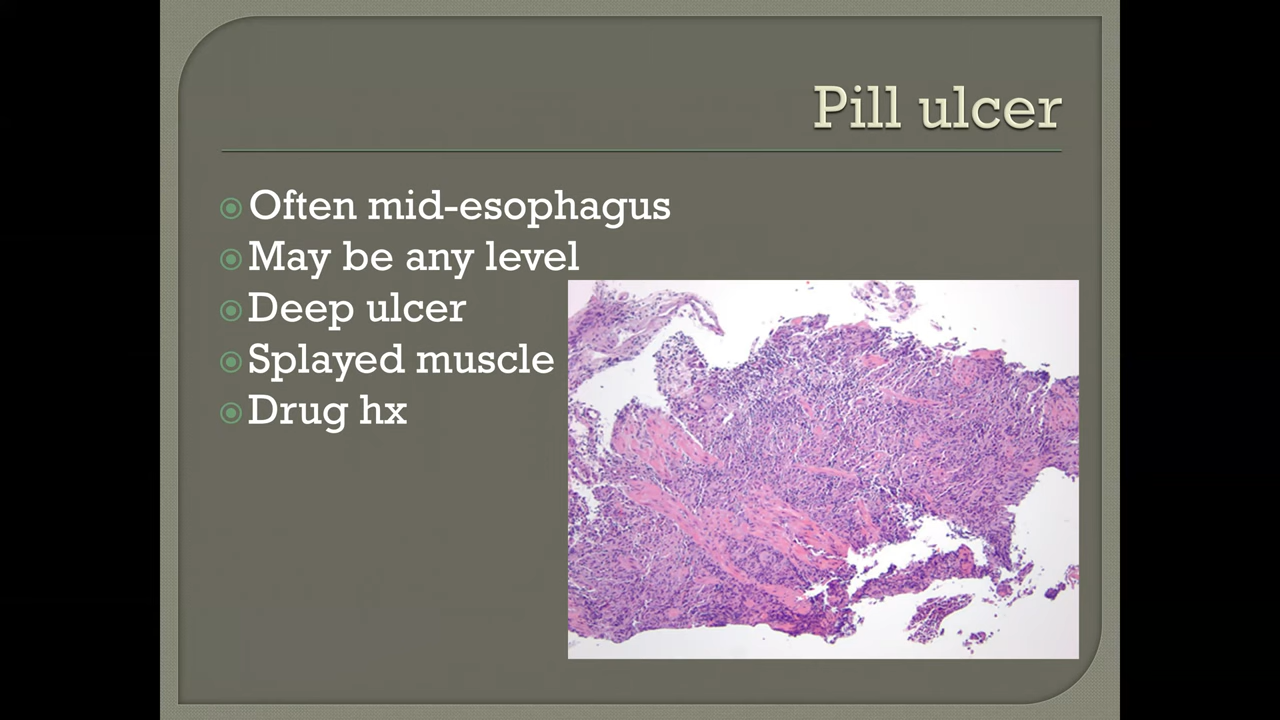 Pill ulcer
Often mid-esophagus
May be any level
Deep ulcer
Splayed muscle
Drug hx